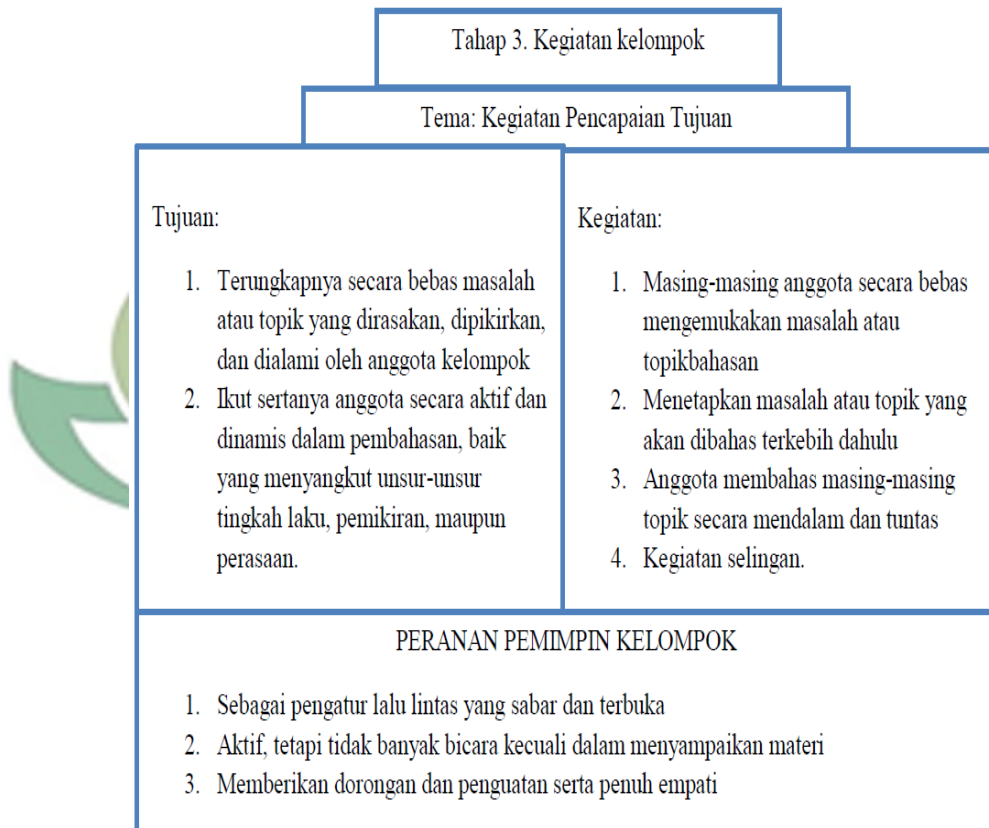 Tahap 3. Kegiatan kelompok
Tema: Kegiatan Pencapaian Tujuan
Tujuan:
1. Terungkapnya secara bebas masalah
atau topik yang dirasakan, dipikirkan,
dan dialami oleh anggota kelompok
2. Ikut sertanya anggota secara aktif dan
dinamis dalam pembahasan, baik
yang menyangkut unsur-unsur
tingkah laku, pemikiran, maupun
perasaan.
Kegiatan:
1. Masing-masing anggota secara bebas
mengemukakan masalah atau
topikbahasan
2. Menetapkan masalah atau topik yang
akan dibahas terkebih dahulu
3. Anggota membahas masing-masing
topik secara mendalam dan tuntas
4. Kegiatan selingan.
PERANAN PEMIMPIN KELOMPOK
1. Sebagai pengatur lalu lintas yang sabar dan terbuka
2. Aktif, tetapi tidak banyak bicara kecuali dalam menyampaikan materi
3. Memberikan dorongan dan penguatan serta penuh empati